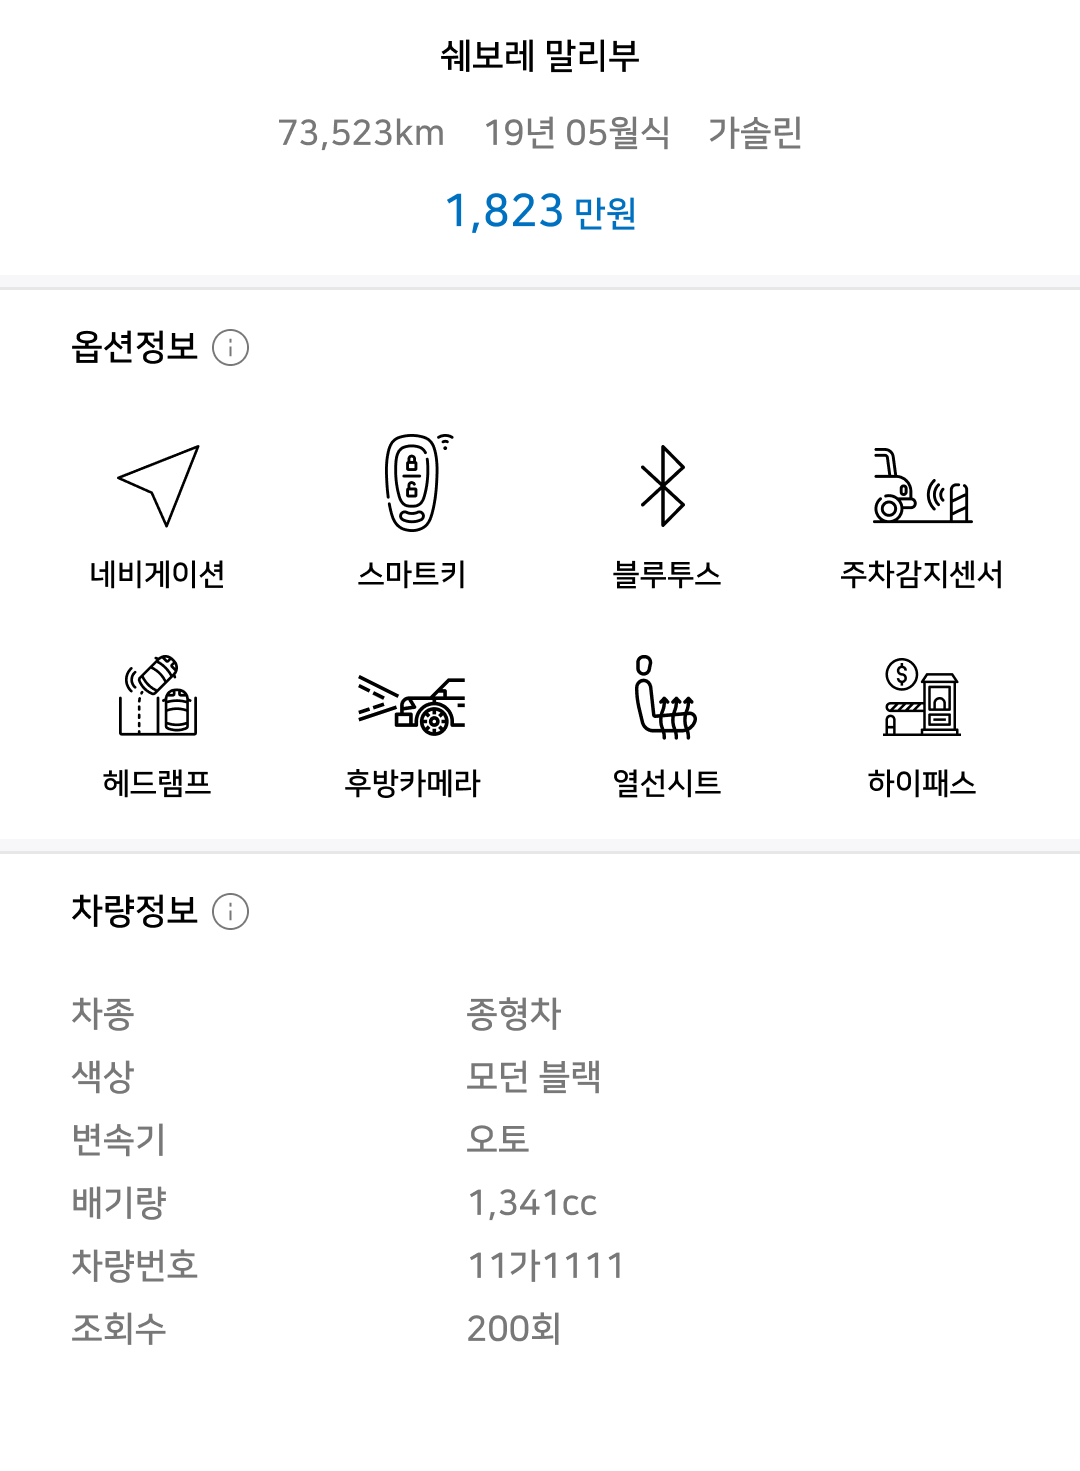 쉐보레 말리부
73,523km 19년 05월식 가솔린
1,823 만원
옵션정보
네비게이션 스마트키 블루투스 주차감지센서
헤드램프 후방카메라 열선시트 하이패스
차량정보
차종 종형차
색상 모던 블랙
변속기 오토
배기량 1,341cc
차량번호 11가1111
조회수 200회